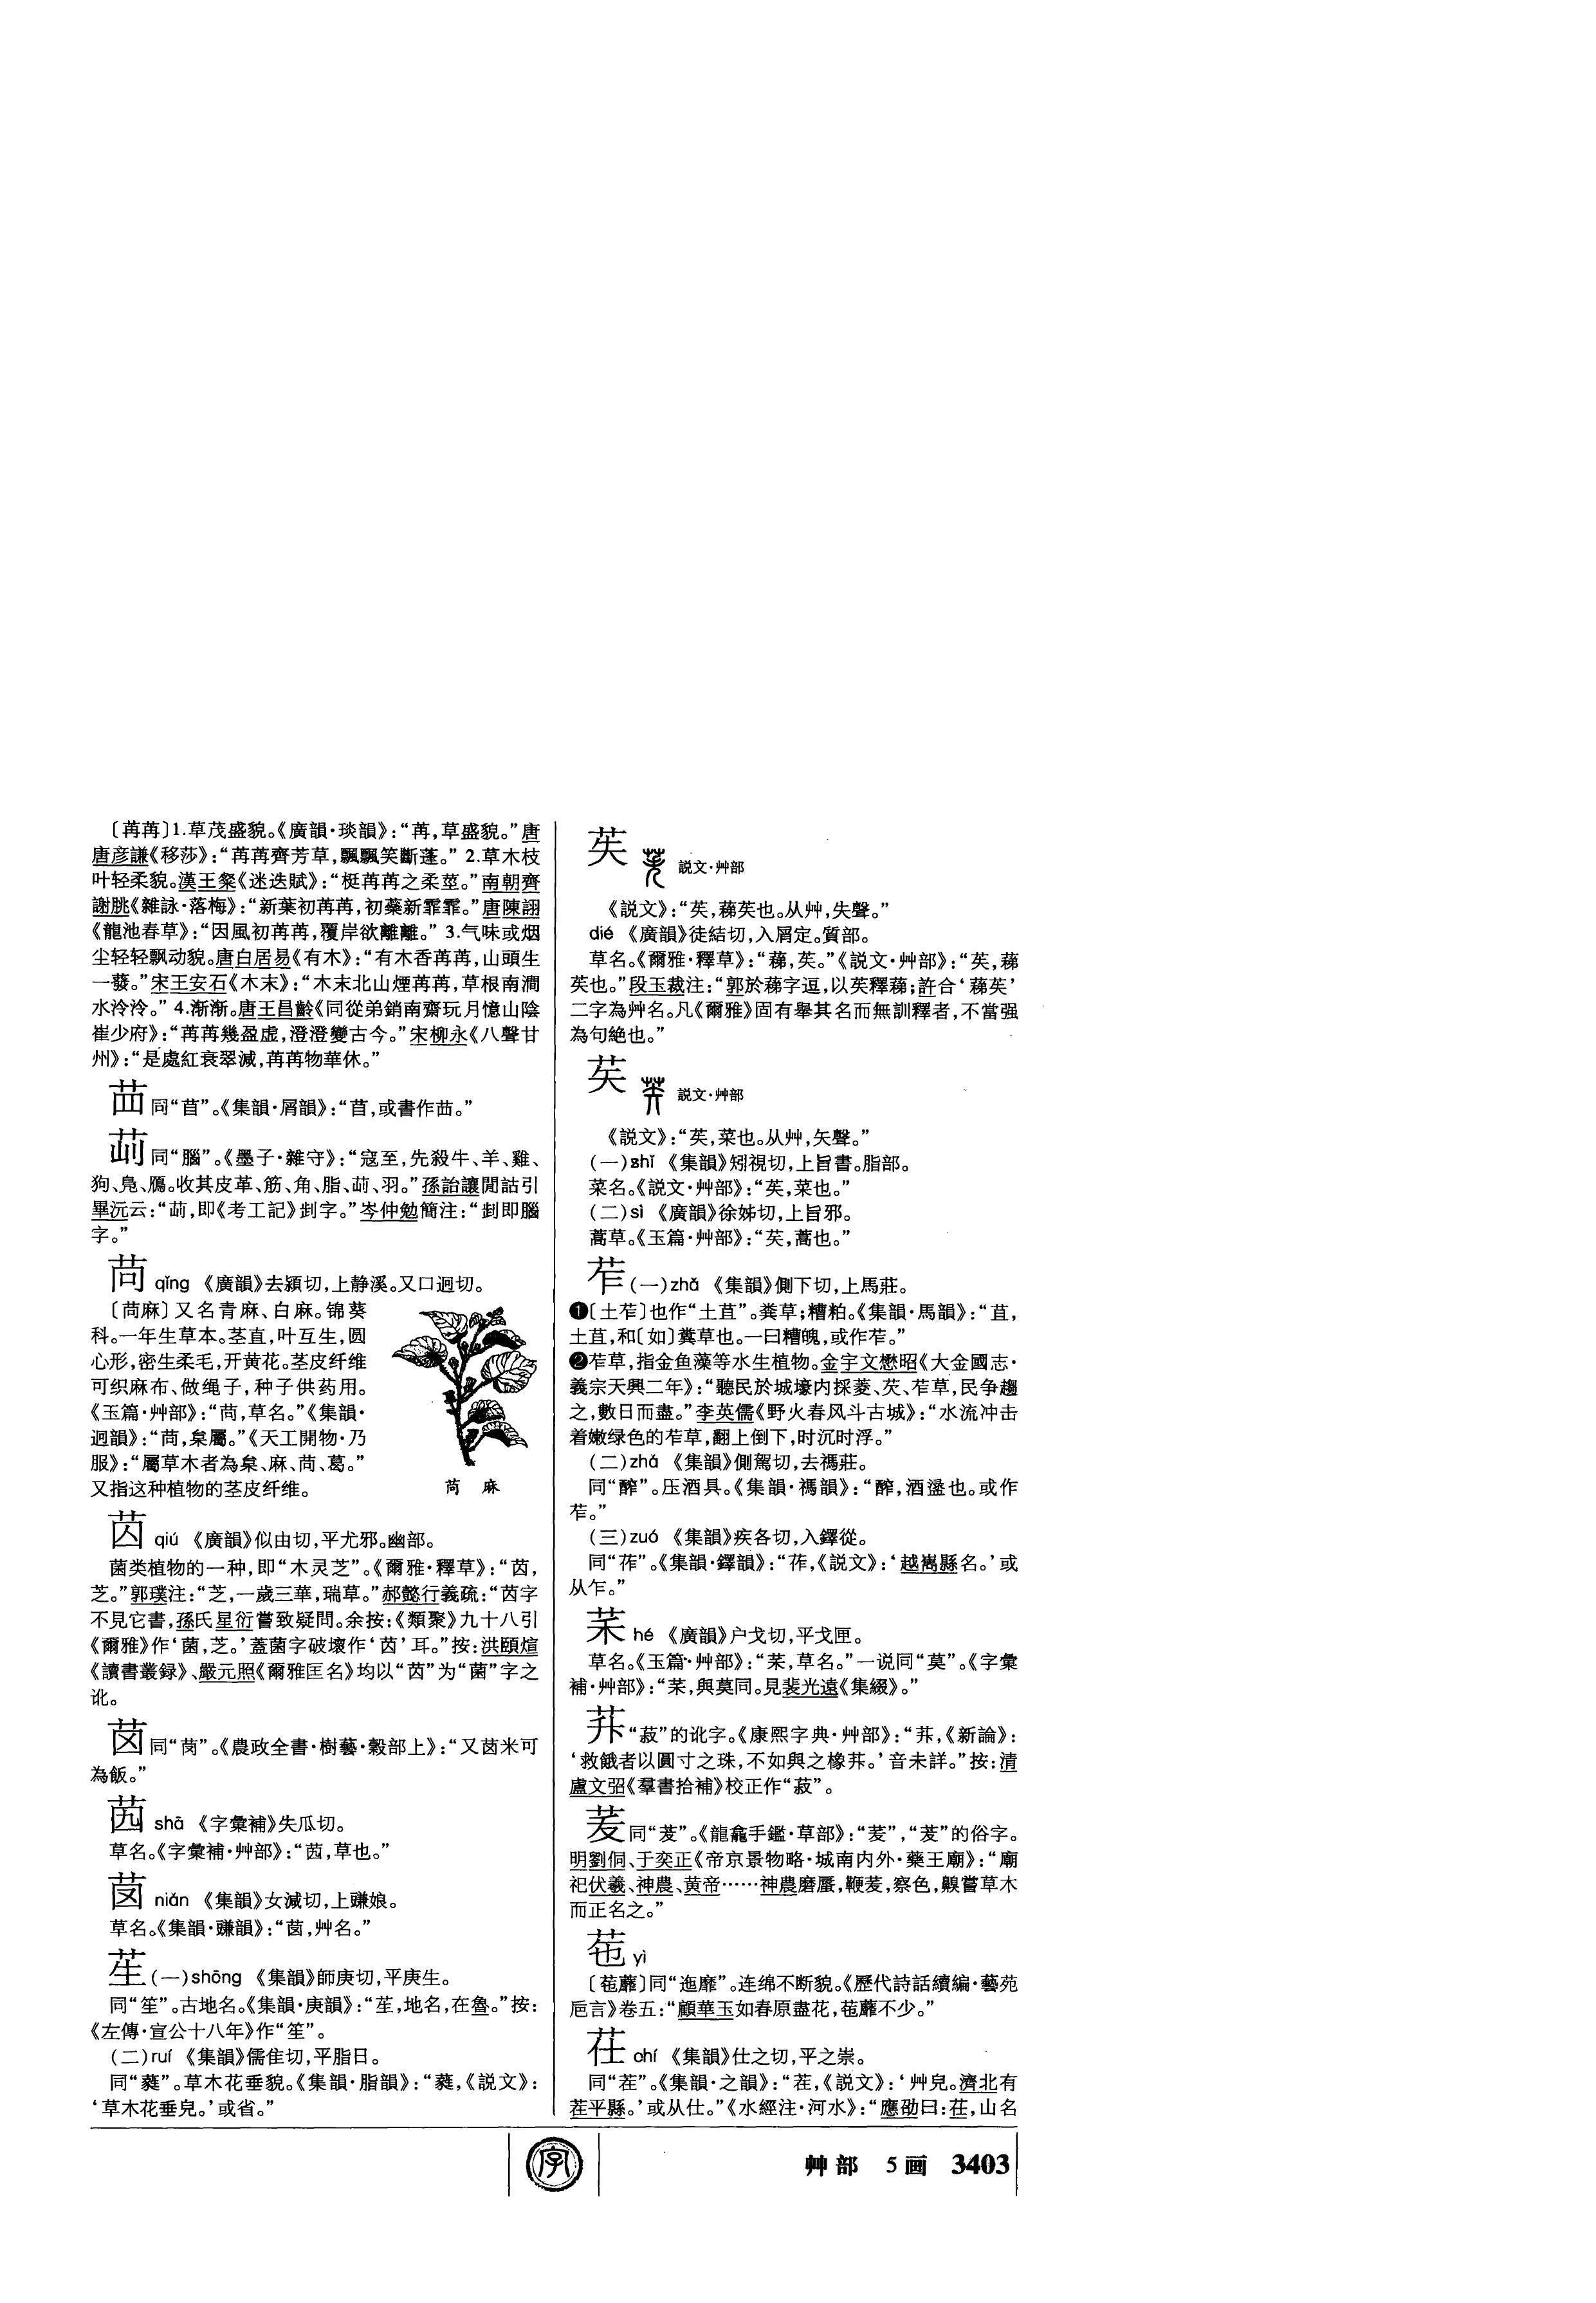 〔苒苒〕1.草茂盛貌。《廣韻·琰韻》:“苒,草盛貌。”唐
唐彦謙《移莎》:“苒苒齊芳草,飄飄笑斷蓬。” 2.草木枝
叶轻柔貌。漢王粲《迷迭賦》:“梃苒苒之柔莖。”南朝齊
謝朓《雜詠·落梅》:“新葉初苒苒,初蘂新霏霏。”唐陳詡
《龍池春草》:“因風初苒苒,覆岸欲離離。” 3.气味或烟
尘轻轻飘动貌。唐白居易《有木》:“有木香苒苒,山頭生
一蕟。”宋王安石《木末》:“木末北山煙苒苒,草根南澗
水泠泠。” 4.渐渐。唐王昌齡《同從弟銷南齋玩月憶山陰
崔少府》:“苒苒幾盈虚,澄澄變古今。”宋柳永《八聲甘
州》:“是處紅衰翠減,苒苒物華休。”
同“苜”。《集韻·屑韻》:“苜,或書作。”
同“腦”。《墨子·雜守》:“寇至,先殺牛、羊、雞、
狗、鳬、鴈。收其皮革、筋、角、脂、、羽。”孫詒讓閒詁引
畢沅云:“,即《考工記》字。”岑仲勉簡注:“即腦
字。”
苘 qǐng 《廣韻》去潁切,上静溪。又口迥切。
〔苘麻〕又名青麻、白麻。锦葵
科。一年生草本。茎直,叶互生,圆
心形,密生柔毛,开黄花。茎皮纤维
可织麻布、做绳子,种子供药用。
《玉篇·艸部》:“苘,草名。”《集韻·
迥韻》:“苘,枲屬。”《天工開物·乃
服》:“屬草木者為枲、麻、苘、葛。”
又指这种植物的茎皮纤维。
苘 麻
苬 qiú 《廣韻》似由切,平尤邪。幽部。
菌类植物的一种,即“木灵芝”。《爾雅·釋草》:“苬,
芝。”郭璞注:“芝,一歲三華,瑞草。”郝懿行義疏:“苬字
不見它書,孫氏星衍嘗致疑問。余按:《類聚》九十八引
《爾雅》作‘菌,芝。’蓋菌字破壞作‘苬’耳。”按:洪頤煊
《讀書叢録》、嚴元照《爾雅匡名》均以“苬”为“菌”字之
讹。
同“”。《農政全書·樹藝·穀部上》:“又米可
為飯。”
shā 《字彙補》失瓜切。
草名。《字彙補·艸部》:“,草也。”
niǎn 《集韻》女減切,上豏娘。
草名。《集韻·豏韻》:“,艸名。”
苼 (一)shēng 《集韻》師庚切,平庚生。
同“笙”。古地名。《集韻·庚韻》:“苼,地名,在魯。”按:
《左傳·宣公十八年》作“笙”。
(二)ruí 《集韻》儒隹切,平脂日。
同“蕤”。草木花垂貌。《集韻·脂韻》:“蕤,《説文》:
‘草木花垂皃。’或省。”
苵 説文·艸部
《説文》:“苵,蕛苵也。从艸,失聲。”
dié 《廣韻》徒結切,入屑定。質部。
草名。《爾雅·釋草》:“蕛,苵。”《説文·艸部》:“苵,蕛
苵也。”段玉裁注:“郭於蕛字逗,以苵釋蕛;許合‘蕛苵’
二字為艸名。凡《爾雅》固有舉其名而無訓釋者,不當强
為句絶也。”
䒨 説文·艸部
《説文》:“䒨,菜也。从艸,矢聲。”
(一)shǐ 《集韻》矧視切,上旨書。脂部。
菜名。《説文·艸部》:“䒨,菜也。”
(二)sì 《廣韻》徐姊切,上旨邪。
蒿草。《玉篇·艸部》:“䒨,蒿也。”
苲 (一)zhǎ 《集韻》側下切,上馬莊。
❶〔土苲〕也作“土苴”。粪草;糟粕。《集韻·馬韻》:“苴,
土苴,和〔如〕糞草也。一曰糟魄,或作苲。”
❷苲草,指金鱼藻等水生植物。金宇文懋昭《大金國志·
義宗天興二年》:“聽民於城壕内採菱、芡、苲草,民争趨
之,數日而盡。”李英儒《野火春风斗古城》:“水流冲击
着嫩绿色的苲草,翻上倒下,时沉时浮。”
(二)zhà 《集韻》側駕切,去禡莊。
同“醡”。压酒具。《集韻·禡韻》:“醡,酒盪也。或作
苲。”
(三)zuó 《集韻》疾各切,入鐸從。
同“莋”。《集韻·鐸韻》:“莋,《説文》:‘越嶲縣名。’或
从乍。”
hé 《廣韻》户戈切,平戈匣。
草名。《玉篇·艸部》:“,草名。”一说同“莫”。《字彙
補·艸部》:“,與莫同。見裴光遠《集綴》。”
“菽”的讹字。《康熙字典·艸部》:“,《新論》:
‘救餓者以圓寸之珠,不如與之橡。’音未詳。”按:清
盧文弨《羣書拾補》校正作“菽”。
同“茇”。《龍龕手鑑·草部》:“”,“茇”的俗字。
明劉侗、于奕正《帝京景物略·城南内外·藥王廟》:“廟
祀伏羲、神農、黄帝……神農磨蜃,鞭,察色,齅嘗草木
而正名之。”
yì
〔蘼〕同“迤靡”。连绵不断貌。《歷代詩話續編·藝苑
巵言》卷五:“顧華玉如春原盡花,蘼不少。”
chí 《集韻》仕之切,平之崇。
同“茬”。《集韻·之韻》:“茬,《説文》:‘艸皃。濟北有
茬平縣。’或从仕。”《水經注·河水》:“應劭曰:茌,山名
字
艸部 5画 3403